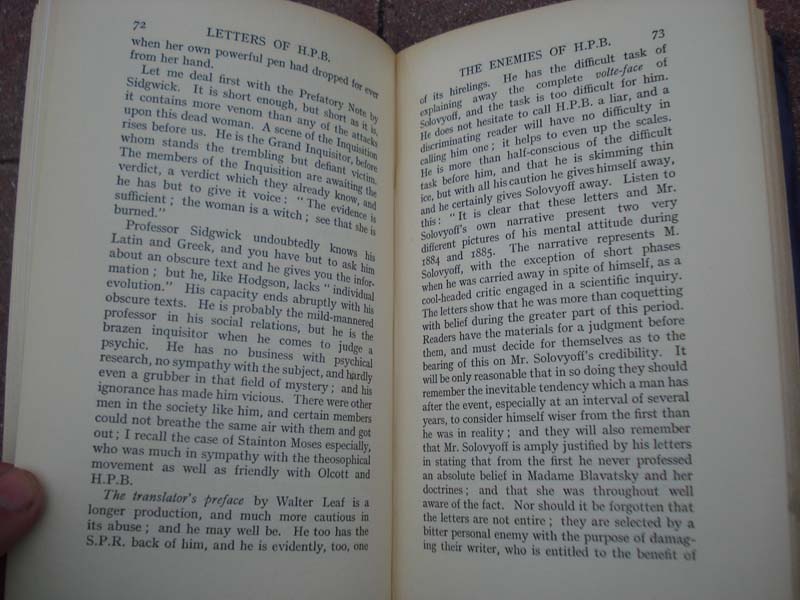 72
LETTERS OF H.P.B.
when her own powerful pen had dropped for ever
from her hand.
Let me deal first with the Prefatory Note by
Sidgwick. It is short enough, but short as it is,
it contains more venom than any of the attacks
upon this dead woman. A scene of the Inquisition
rises before us. He is the Grand Inquisitor, before
whom stands the trembling but defiant victim.
The members of the Inquisition are awaiting the
verdict, a verdict which they already know, and
he has but to give it voice: “The evidence is
sufficient; the woman is a witch; see that she is
burned.”
Professor Sidgwick undoubtedly knows his
Latin and Greek, and you have but to ask him
about an obscure text and he gives you the infor-
mation; but he, like Hodgson, lacks “individual
evolution.” His capacity ends abruptly with his
obscure texts. He is probably the mild-mannered
professor in his social relations, but he is the
brazen inquisitor when he comes to judge a
psychic. He has no business with psychical
research, no sympathy with the subject, and hardly
even a grubber in that field of mystery; and his
ignorance has made him vicious. There were other
men in the society like him, and certain members
could not breathe the same air with them and got
out; I recall the case of Stainton Moses especially,
who was much in sympathy with the theosophical
movement as well as friendly with Olcott and
H.P.B.
The translator's preface by Walter Leaf is a
longer production, and much more cautious in
its abuse; and he may well be. He too has the
S.P.R. back of him, and he is evidently, too, one
THE ENEMIES OF H.P.B.
73
of its hirelings. He has the difficult task of
explaining away the complete volte-face of
Solovyoff, and the task is too difficult for him.
He does not hesitate to call H.P.B. a liar, and a
discriminating reader will have no difficulty in
calling him one; it helps to even up the scales.
He is more than half-conscious of the difficult
task before him, and that he is skimming thin
ice, but with all his caution he gives himself away,
and he certainly gives Solovyoff away. Listen to
this: “It is clear that these letters and Mr.
Solovyoff's own narrative present two very
different pictures of his mental attitude during
1884 and 1885. The narrative represents M.
Solovyoff, with the exception of short phases
when he was carried away in spite of himself, as a
cool-headed critic engaged in a scientific inquiry.
The letters show that he was more than coquetting
with belief during the greater part of this period.
Readers have the materials for a judgment before
them, and must decide for themselves as to the
bearing of this on Mr. Solovyoff's credibility. It
will be only reasonable that in so doing they should
remember the inevitable tendency which a man has
after the event, especially at an interval of several
years, to consider himself wiser from the first than
he was in reality; and they will also remember
that Mr. Solovyoff is amply justified by his letters
in stating that from the first he never professed
an absolute belief in Madame Blavatsky and her
doctrines; and that she was throughout well
aware of the fact. Nor should it be forgotten that
the letters are not entire; they are selected by a
bitter personal enemy with the purpose of damag-
ing their writer, who is entitled to the benefit of